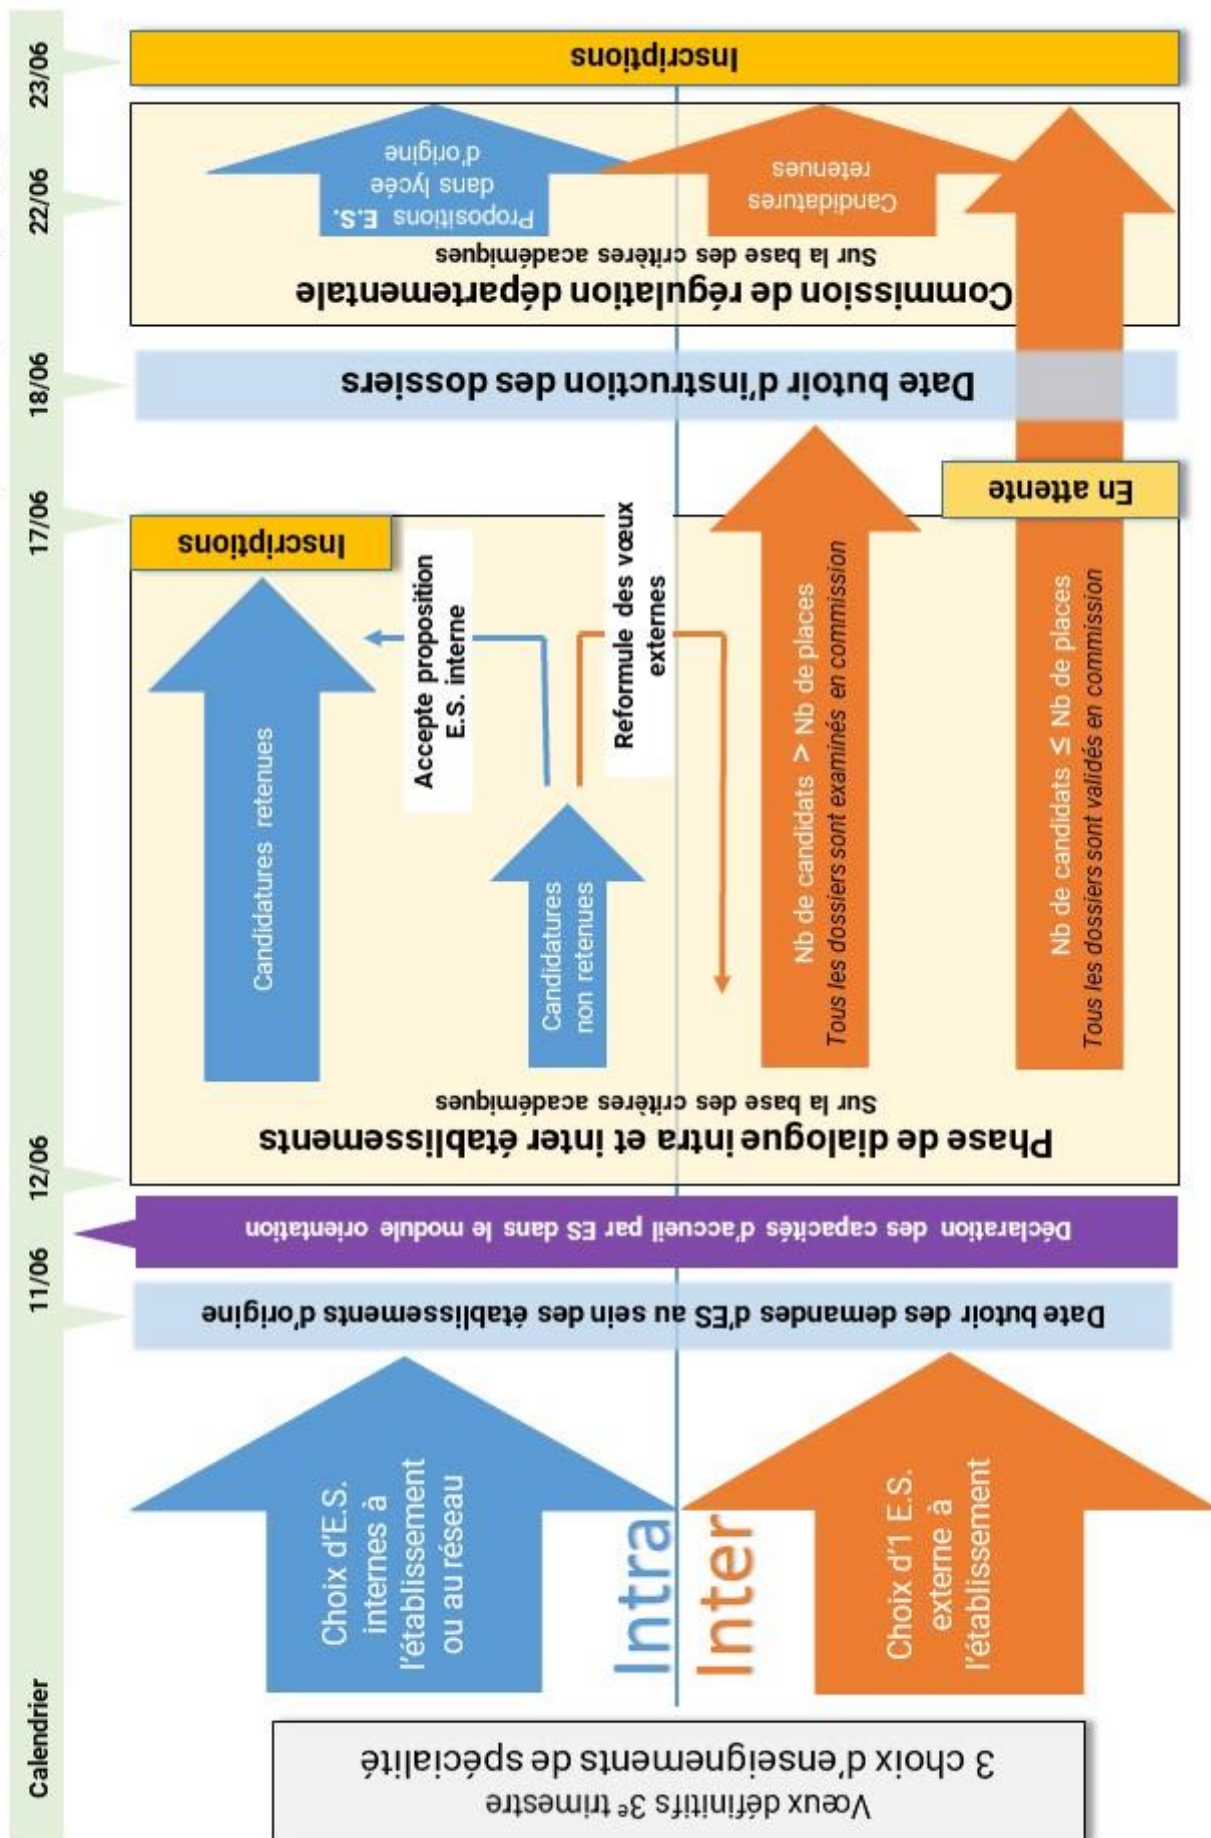 Calendrier
11/06
12/06
17/06
18/06
22/06
23/06
Vœux définitifs 3e trimestre
3 choix d'enseignements de spécialité
Intra
Inter
Choix d'E.S.
internes à
l'établissement
ou au réseau
Choix d'1 E.S.
externe à
l'établissement
Date butoir des demandes d'ES au sein des établissements d'origine
Déclaration des capacités d'accueil par ES dans le module orientation
Phase de dialogue intra et inter établissements
Sur la base des critères académiques
Candidatures retenues
Candidatures
non retenues
Accepte proposition
E.S. interne
Reformule des vœux
externes
Nb de candidats > Nb de places
Tous les dossiers sont examinés en commission
Nb de candidats ≤ Nb de places
Tous les dossiers sont validés en commission
Inscriptions
En attente
Date butoir d'instruction des dossiers
Commission de régulation départementale
Sur la base des critères académiques
Propositions E.S.
dans lycée
d'origine
Candidatures
retenues
Inscriptions